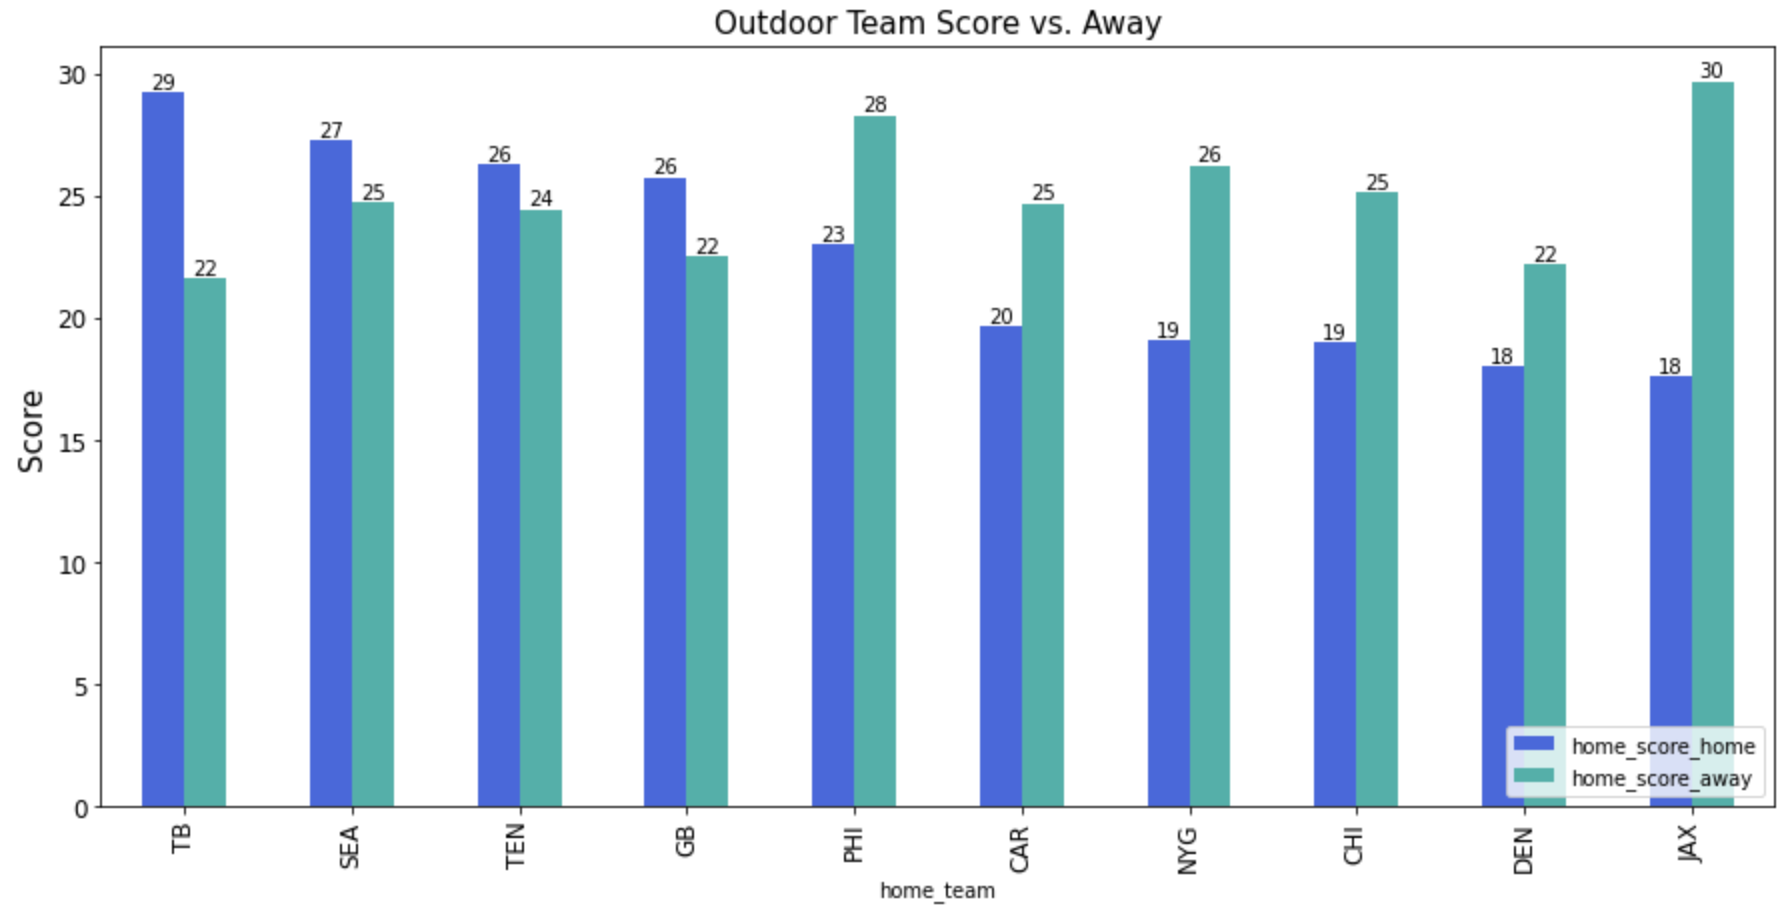 Outdoor Team Score vs. Away
Score
30
25
20
15
10
5
0
29
22
27
25
26
24
26
22
23
28
20
25
19
26
19
25
18
22
18
30
home_score_home
home_score_away
TB
SEA
TEN
GB
PHI
CAR
NYG
CHI
DEN
JAX
home_team